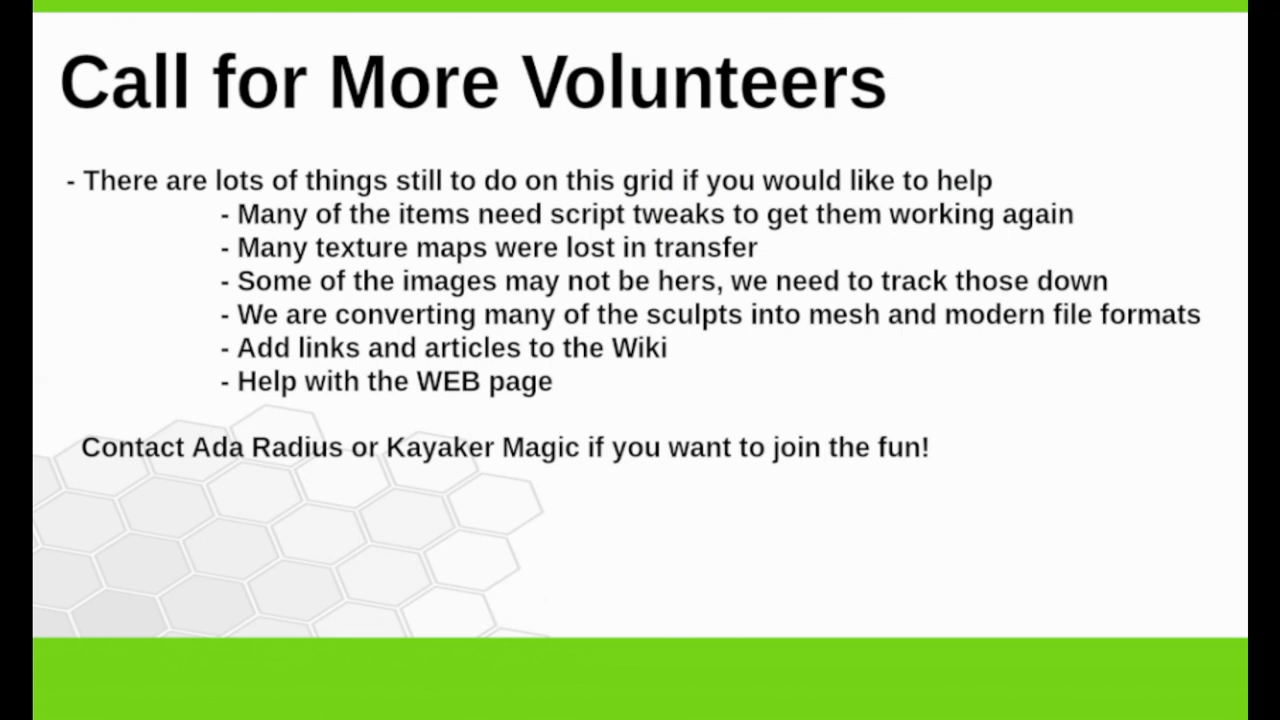 Call for More Volunteers
- There are lots of things still to do on this grid if you would like to help
- Many of the items need script tweaks to get them working again
- Many texture maps were lost in transfer
- Some of the images may not be hers, we need to track those down
- We are converting many of the sculpts into mesh and modern file formats
- Add links and articles to the Wiki
- Help with the WEB page
Contact Ada Radius or Kayaker Magic if you want to join the fun!